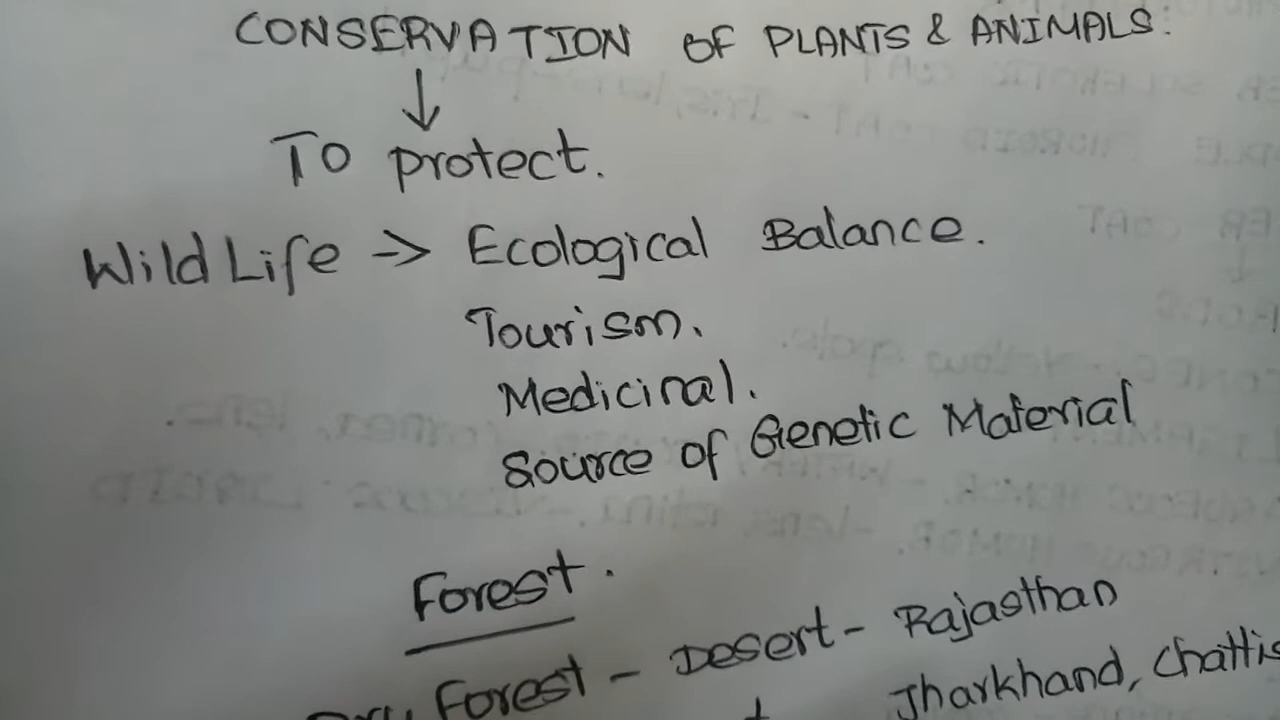 CONSERVATION OF PLANTS & ANIMALS:
↓
To protect.
Wild Life -> Ecological Balance.
Tourism.
Medicinal.
Source of Genetic Material
Forest.
Forest - Desert - Rajasthan
Jharkhand, Chattis